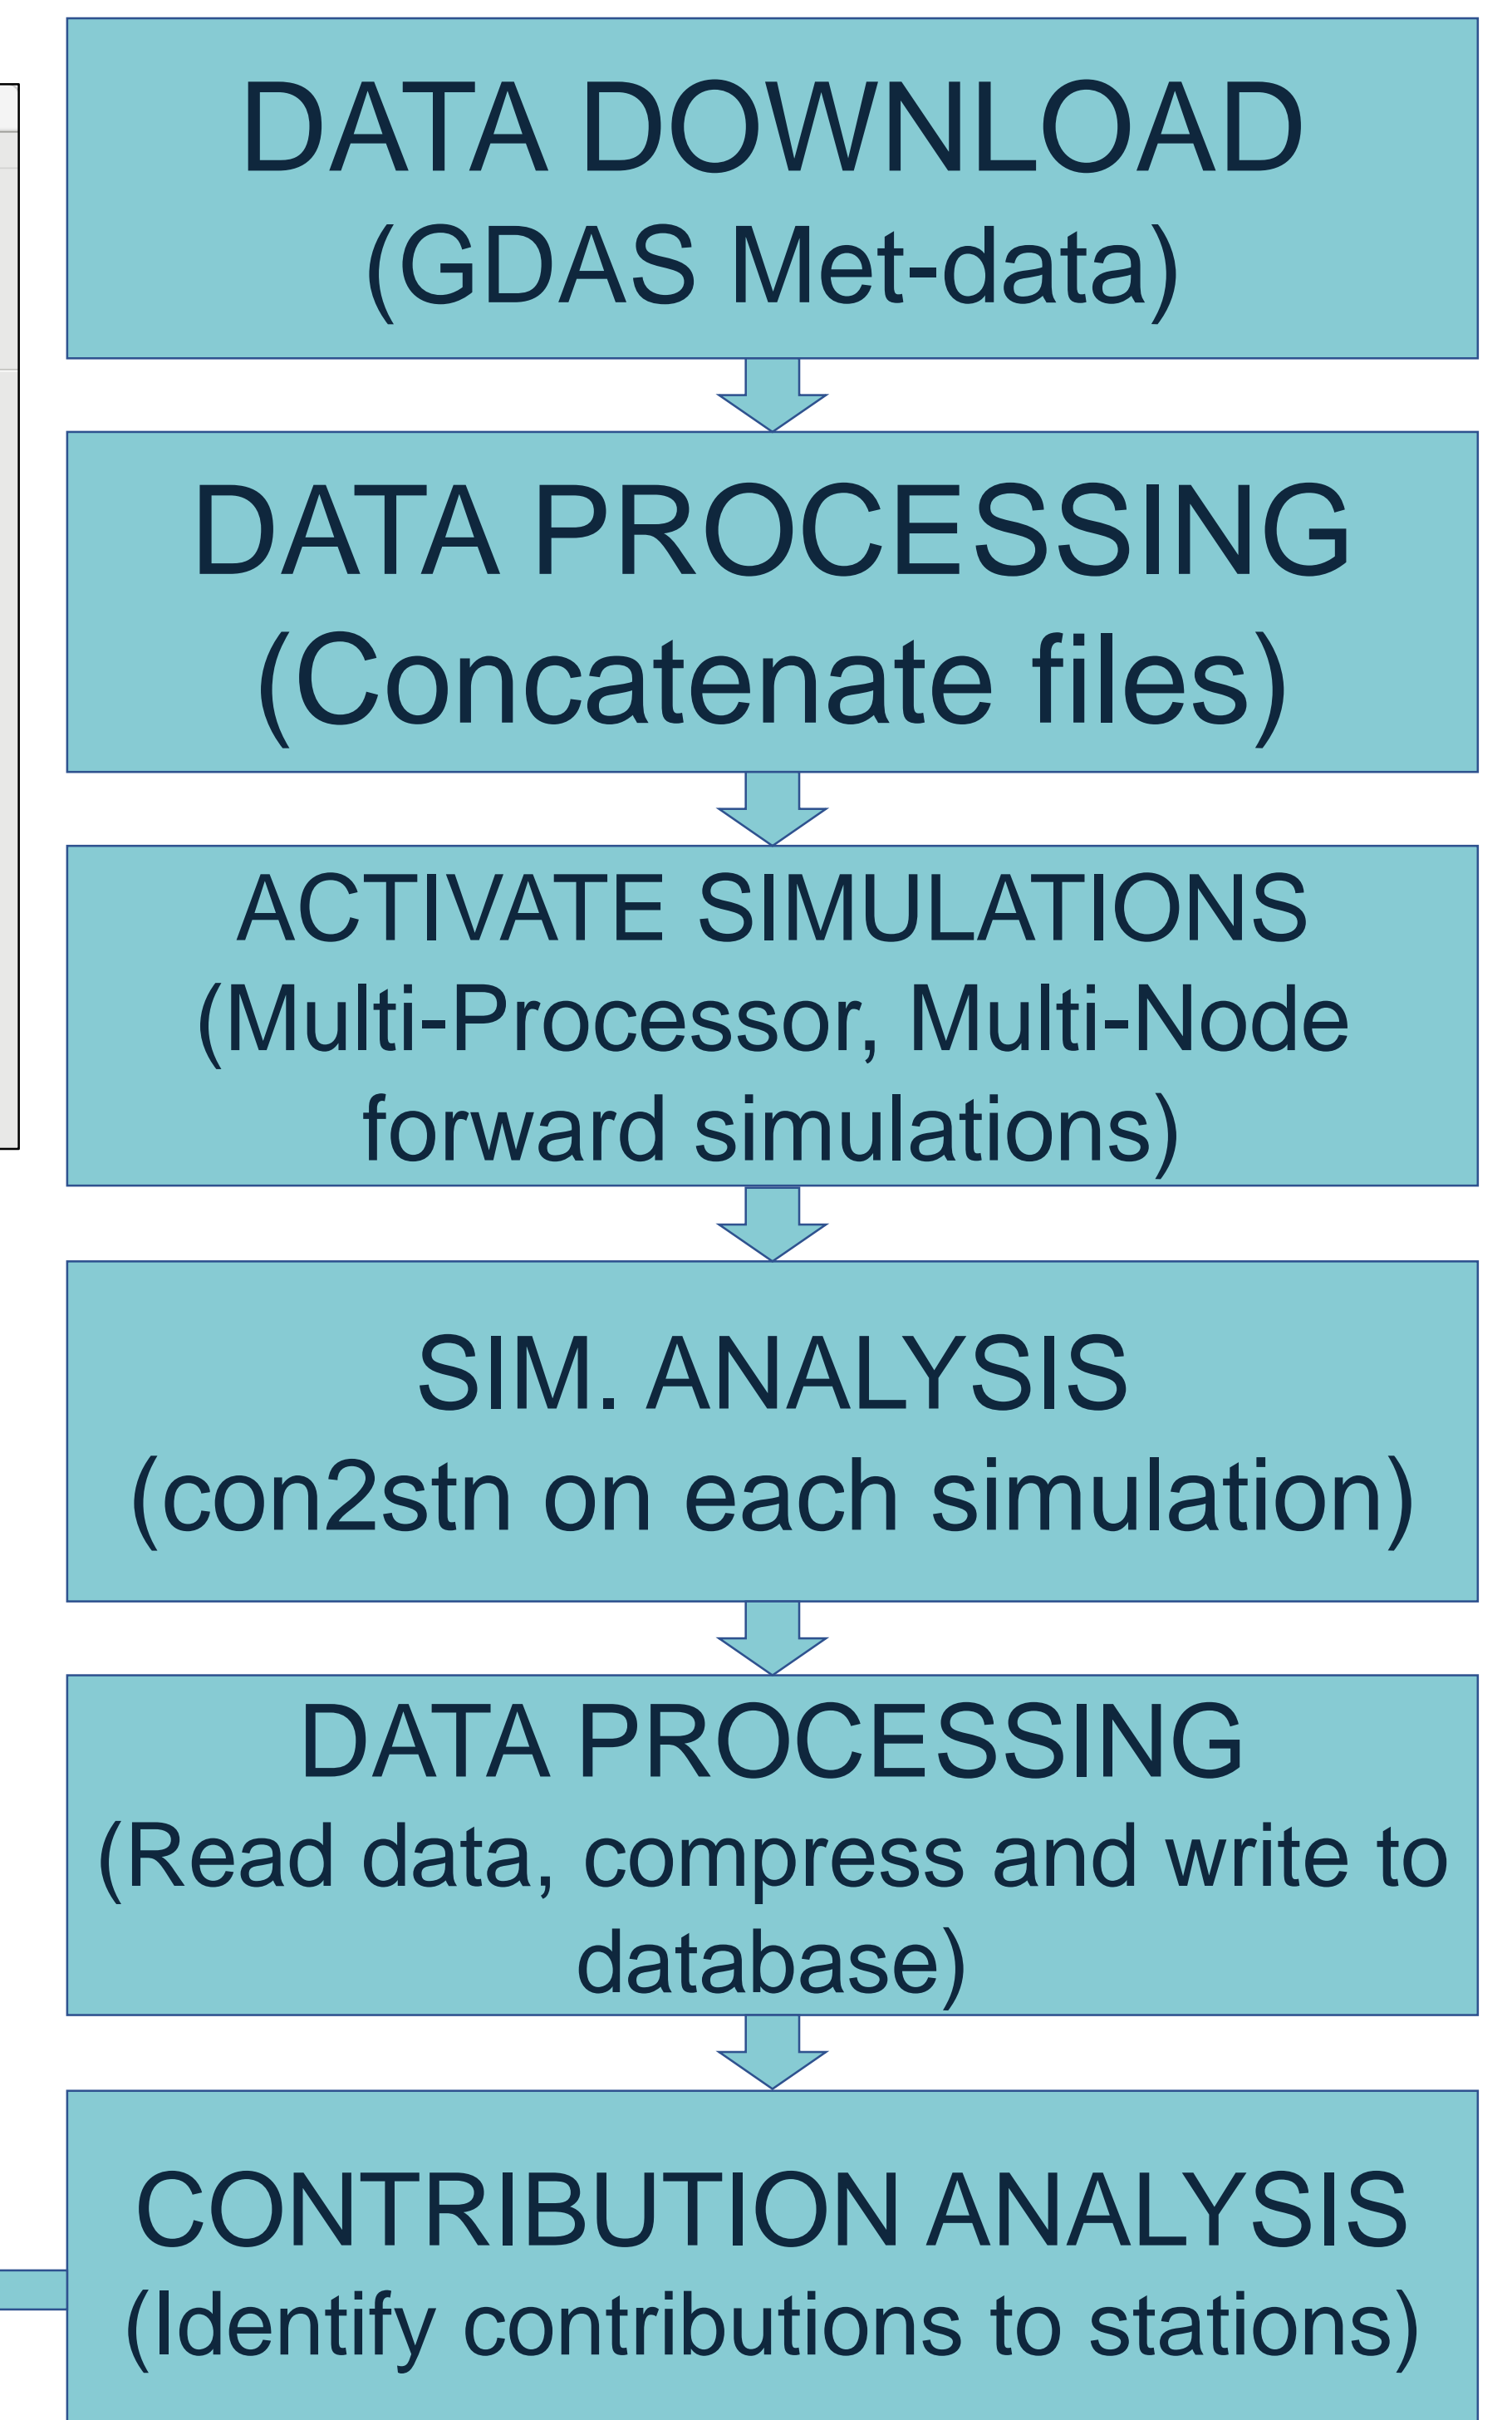 DATA DOWNLOAD
(GDAS Met-data)
DATA PROCESSING
(Concatenate files)
ACTIVATE SIMULATIONS
(Multi-Processor, Multi-Node
forward simulations)
SIM. ANALYSIS
(con2stn on each simulation)
DATA PROCESSING
(Read data, compress and write to
database)
CONTRIBUTION ANALYSIS
(Identify contributions to stations)